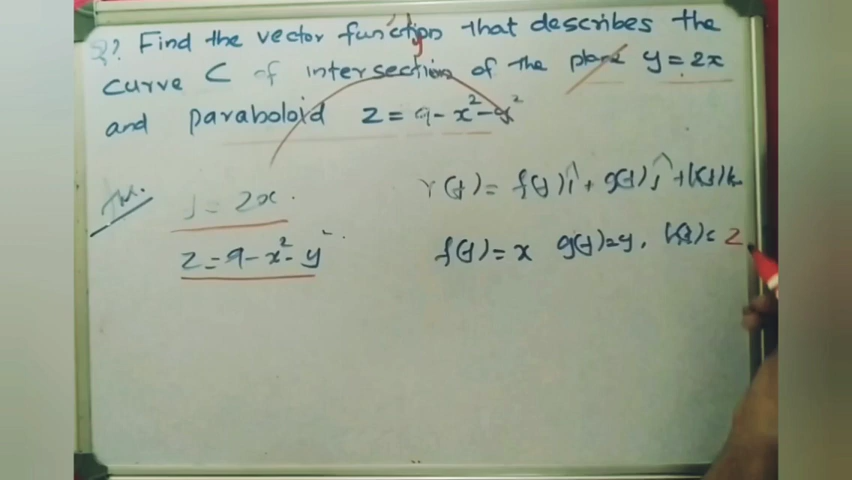 Q? Find the vector function that describes the
curve C of intersection of the plane y = 2x
and paraboloid z = 9 - x² - y²
y = 2x.
r(t) = f(t)î + g(t)ĵ + h(t)k
z = 9 - x² - y²
f(t) = x g(t) = y, h(t) = z